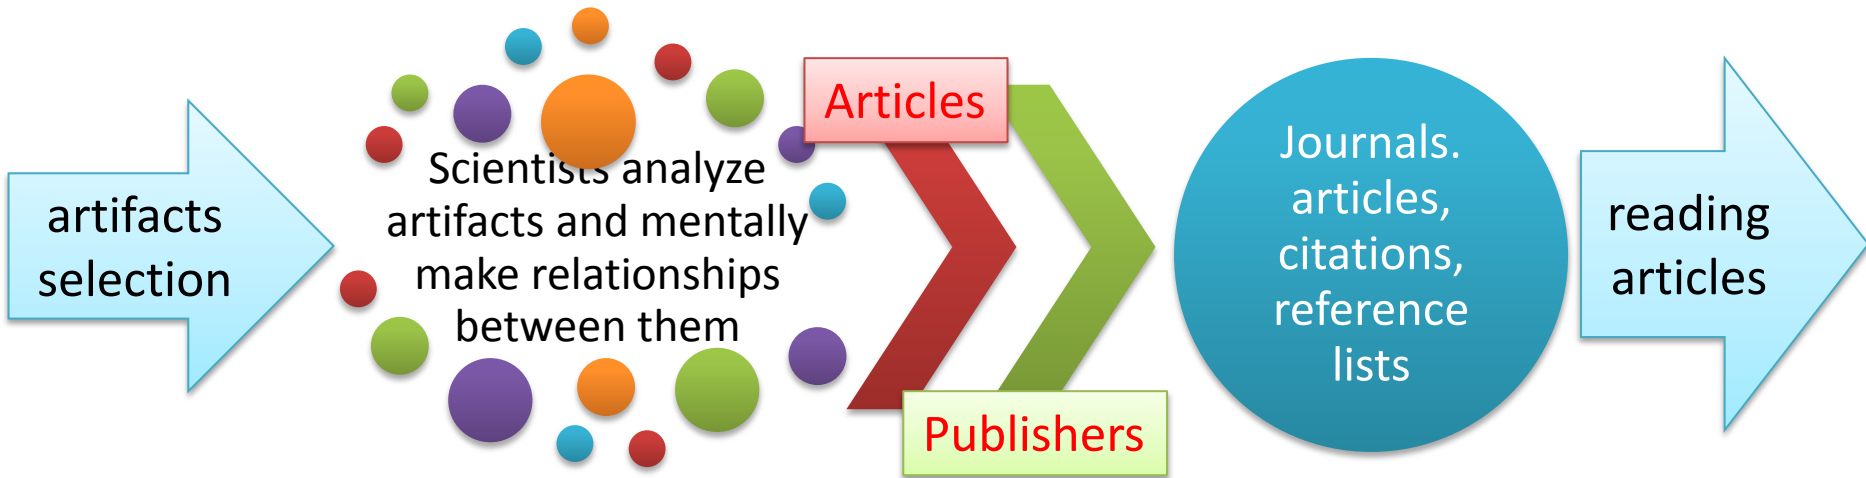 artifacts
selection
Scientists analyze
artifacts and mentally
make relationships
between them
Articles
Publishers
Journals.
articles,
citations,
reference
lists
reading
articles